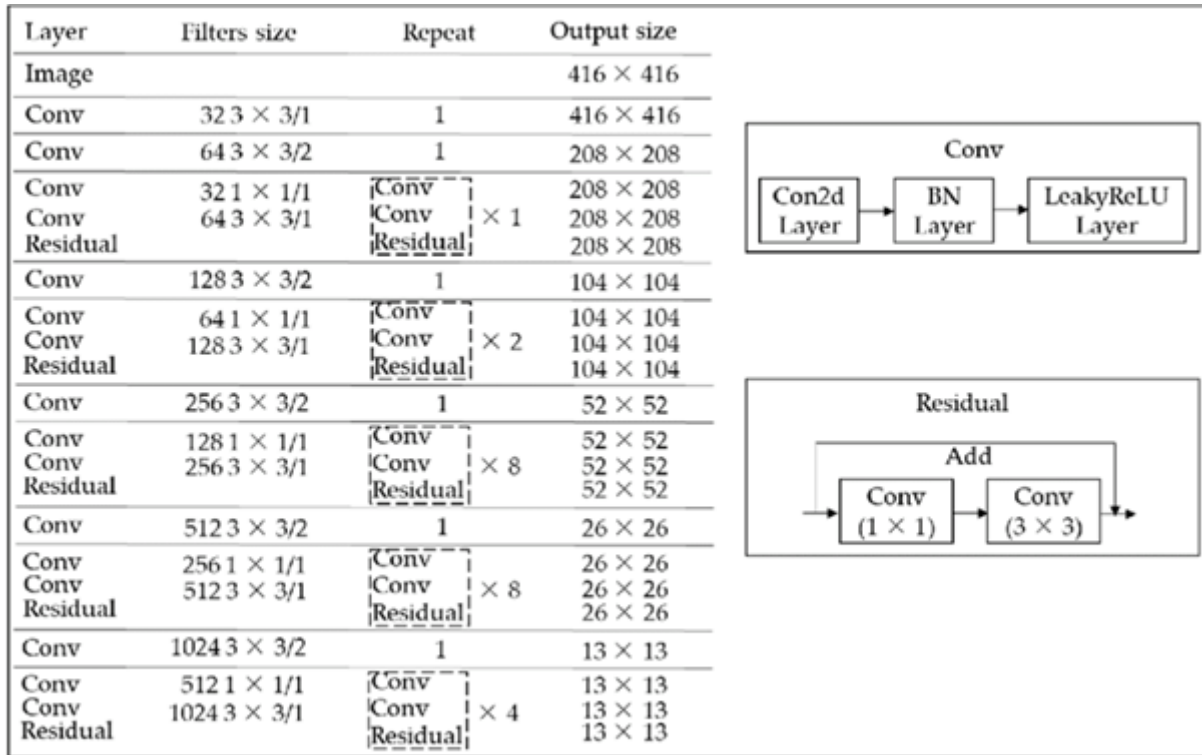 Layer Filters size Repeat Output size
Image 416 × 416
Conv 32 3 × 3/1 1 416 × 416
Conv 64 3 × 3/2 1 208 × 208
Conv 32 1 × 1/1 Conv 208 × 208
Conv 64 3 × 3/1 Conv × 1 208 × 208
Residual Residual 208 × 208
Conv 128 3 × 3/2 1 104 × 104
Conv 64 1 × 1/1 Conv 104 × 104
Conv 128 3 × 3/1 Conv × 2 104 × 104
Residual Residual 104 × 104
Conv 256 3 × 3/2 1 52 × 52
Conv 128 1 × 1/1 Conv 52 × 52
Conv 256 3 × 3/1 Conv × 8 52 × 52
Residual Residual 52 × 52
Conv 512 3 × 3/2 1 26 × 26
Conv 256 1 × 1/1 Conv 26 × 26
Conv 512 3 × 3/1 Conv × 8 26 × 26
Residual Residual 26 × 26
Conv 1024 3 × 3/2 1 13 × 13
Conv 512 1 × 1/1 Conv 13 × 13
Conv 1024 3 × 3/1 Conv × 4 13 × 13
Residual Residual 13 × 13
Conv
Con2d BN LeakyReLU
Layer Layer Layer
Residual
Add
Conv Conv
(1 × 1) (3 × 3)